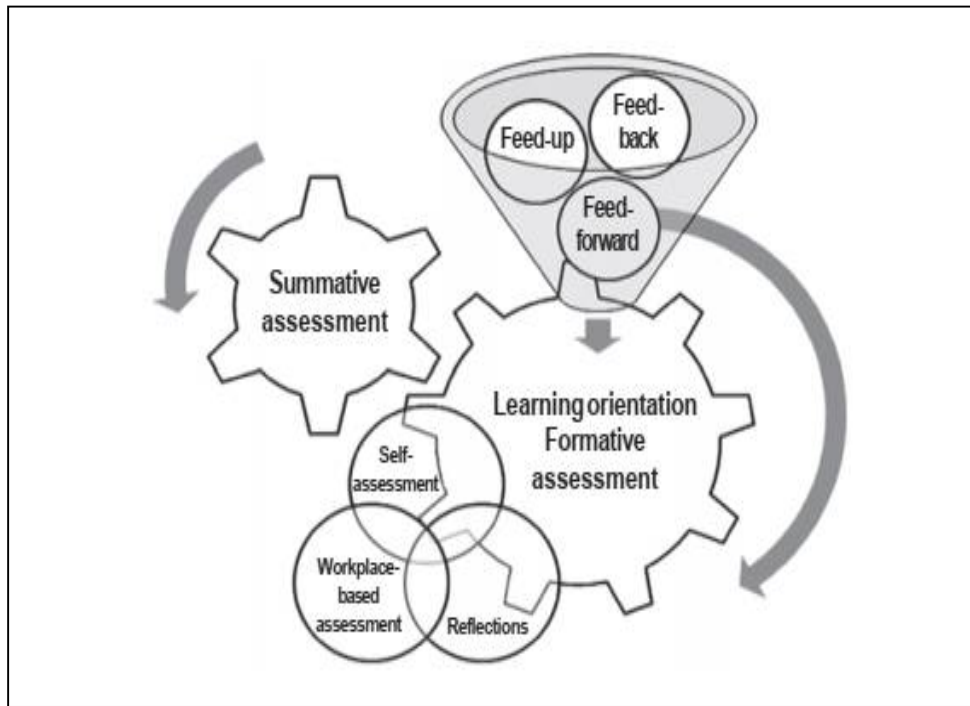 Feed-up
Feed-
back
Feed-
forward
Summative
assessment
Learning orientation
Formative
assessment
Self-
assessment
Workplace-
based
assessment
Reflections